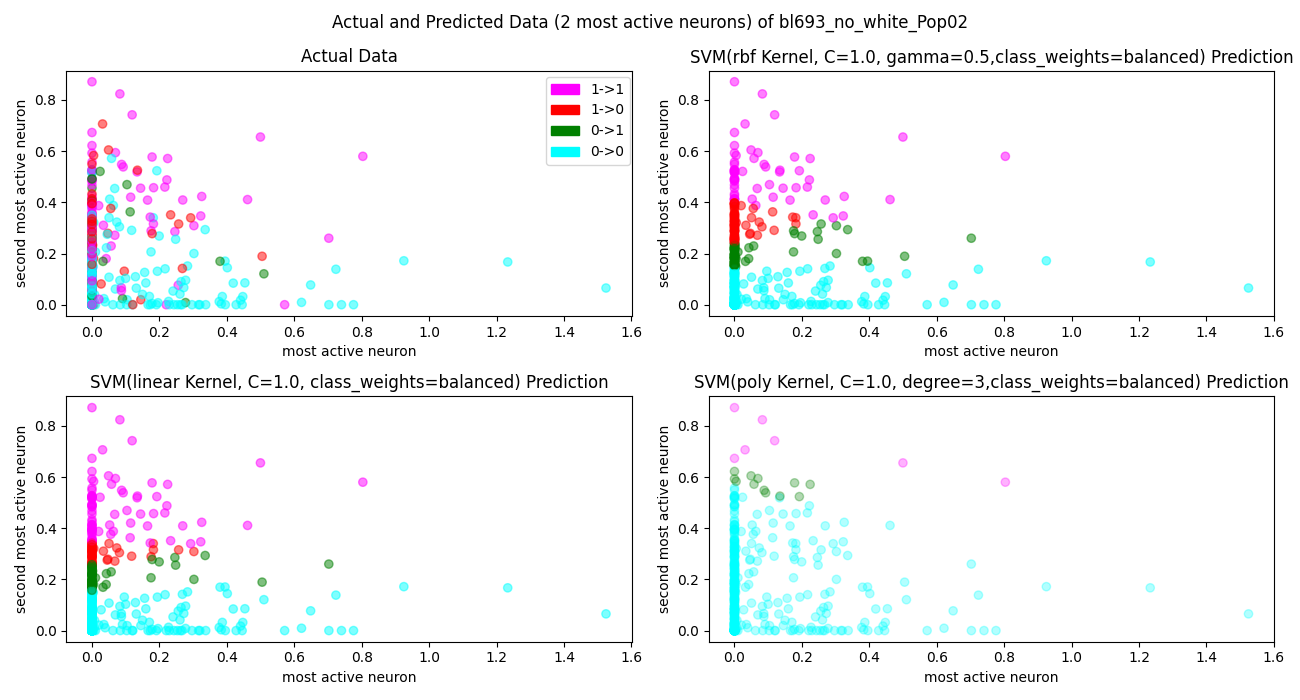 Actual and Predicted Data (2 most active neurons) of bl693_no_white_Pop02
Actual Data
second most active neuron
0.8
0.6
0.4
0.2
0.0
1->1
1->0
0->1
0->0
0.0 0.2 0.4 0.6 0.8 1.0 1.2 1.4 1.6
most active neuron
SVM(rbf Kernel, C=1.0, gamma=0.5,class_weights=balanced) Prediction
second most active neuron
0.8
0.6
0.4
0.2
0.0
0.0 0.2 0.4 0.6 0.8 1.0 1.2 1.4 1.6
most active neuron
SVM(linear Kernel, C=1.0, class_weights=balanced) Prediction
second most active neuron
0.8
0.6
0.4
0.2
0.0
0.0 0.2 0.4 0.6 0.8 1.0 1.2 1.4 1.6
most active neuron
SVM(poly Kernel, C=1.0, degree=3,class_weights=balanced) Prediction
second most active neuron
0.8
0.6
0.4
0.2
0.0
0.0 0.2 0.4 0.6 0.8 1.0 1.2 1.4 1.6
most active neuron